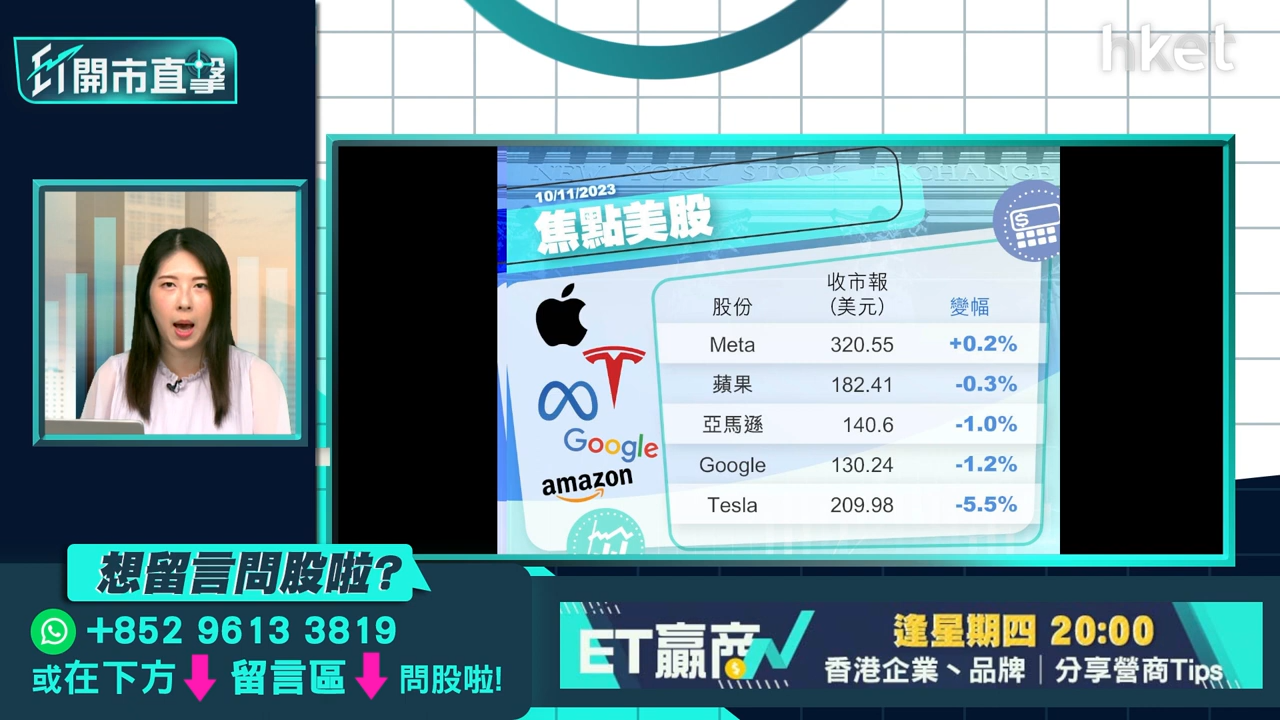 ET開市直擊
hket
NEW YORK STOCK EXCHANGE
10/11/2023
焦點美股
股份 收市報(美元) 變幅
Meta 320.55 +0.2%
蘋果 182.41 -0.3%
亞馬遜 140.6 -1.0%
Google 130.24 -1.2%
Tesla 209.98 -5.5%
Google
amazon
想留言問股啦?
+852 9613 3819
或在下方 留言區 問股啦!
ET贏商
逢星期四 20:00
香港企業、品牌｜分享營商Tips